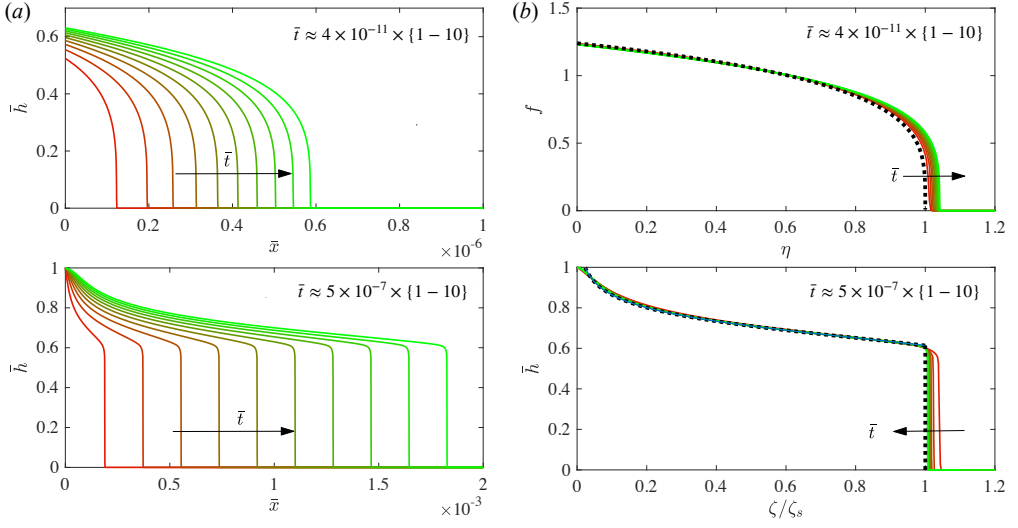 (a)
t̄ ≈ 4 × 10⁻¹¹ × {1 − 10}
0.6
0.4
0.2
0
h̄
t̄
0 0.2 0.4 0.6 0.8 1
x̄
×10⁻⁶
(b)
t̄ ≈ 4 × 10⁻¹¹ × {1 − 10}
1.5
1.0
0.5
0
f
t̄
0 0.2 0.4 0.6 0.8 1 1.2
η
t̄ ≈ 5 × 10⁻⁷ × {1 − 10}
1
0.8
0.6
0.4
0.2
0
h̄
t̄
0 0.5 1 1.5 2
x̄
×10⁻³
t̄ ≈ 5 × 10⁻⁷ × {1 − 10}
1
0.8
0.6
0.4
0.2
0
h̄
t̄
0 0.2 0.4 0.6 0.8 1 1.2
ζ/ζₛ